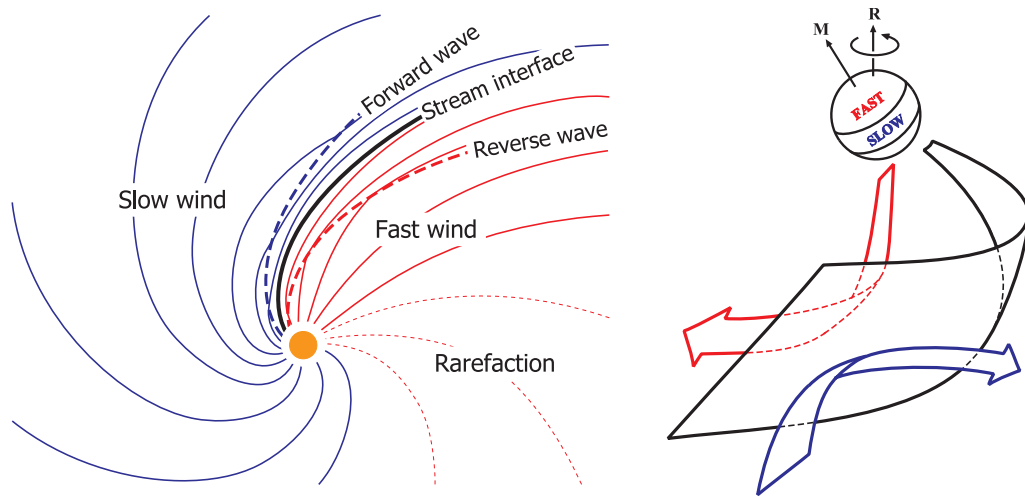 Forward wave
Stream interface
Reverse wave
Slow wind
Fast wind
Rarefaction
M
R
FAST
SLOW